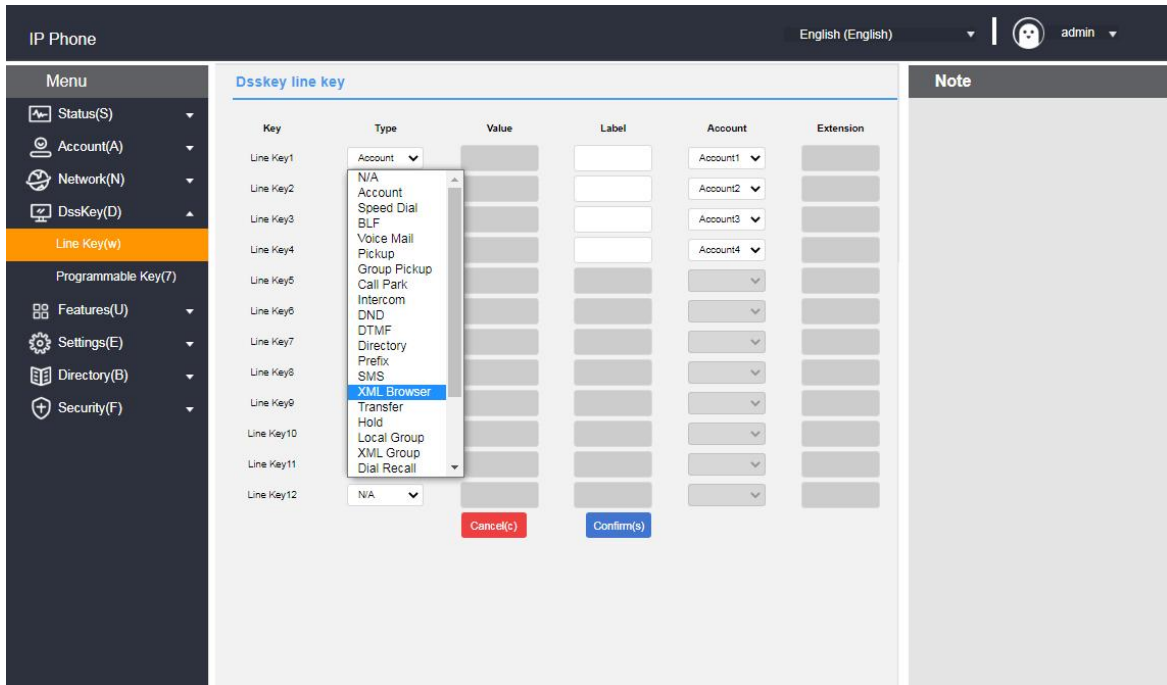 IP Phone
English (English)
admin
Menu
Status(S)
Account(A)
Network(N)
DssKey(D)
Line Key(w)
Programmable Key(7)
Features(U)
Settings(E)
Directory(B)
Security(F)
Dsskey line key
Key Type Value Label Account Extension
Line Key1 Account Account1
Line Key2 Account2
Line Key3 Account3
Line Key4 Account4
Line Key5
Line Key6
Line Key7
Line Key8
Line Key9
Line Key10
Line Key11
Line Key12 N/A
N/A
Account
Speed Dial
BLF
Voice Mail
Pickup
Group Pickup
Call Park
Intercom
DND
DTMF
Directory
Prefix
SMS
XML Browser
Transfer
Hold
Local Group
XML Group
Dial Recall
Cancel(c)
Confirm(s)
Note